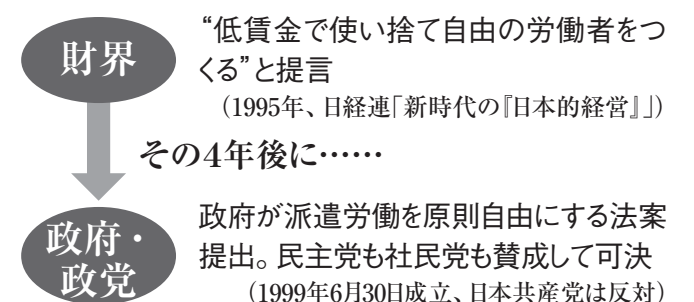 財界
“低賃金で使い捨て自由の労働者をつ
くる”と提言
(1995年、日経連「新時代の『日本的経営』」)
その4年後に……
政府・
政党
政府が派遣労働を原則自由にする法案
提出。民主党も社民党も賛成して可決
(1999年6月30日成立、日本共産党は反対)